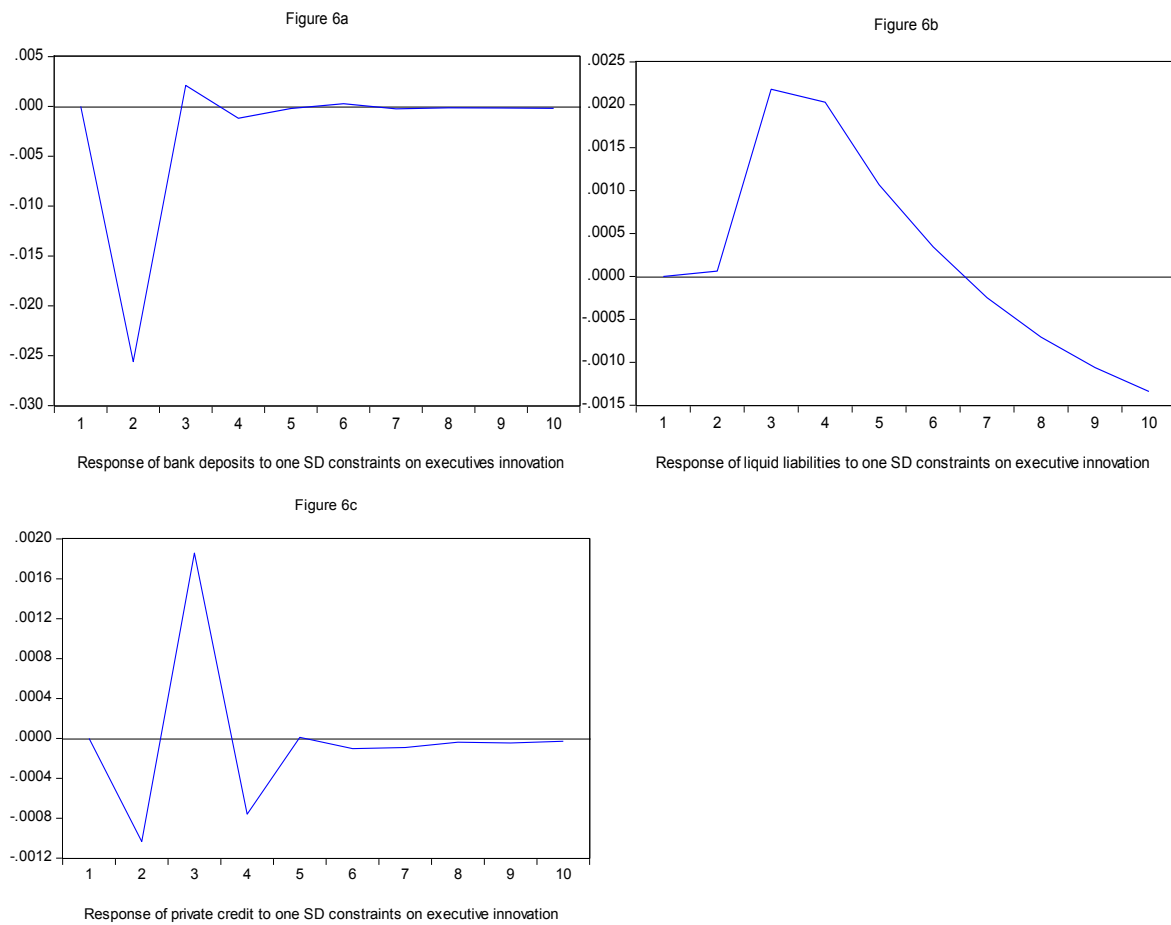 Figure 6a
.005
.000
-.005
-.010
-.015
-.020
-.025
-.030
1 2 3 4 5 6 7 8 9 10
Response of bank deposits to one SD constraints on executives innovation
Figure 6b
.0025
.0020
.0015
.0010
.0005
.0000
-.0005
-.0010
-.0015
1 2 3 4 5 6 7 8 9 10
Response of liquid liabilities to one SD constraints on executive innovation
Figure 6c
.0020
.0016
.0012
.0008
.0004
.0000
-.0004
-.0008
-.0012
1 2 3 4 5 6 7 8 9 10
Response of private credit to one SD constraints on executive innovation